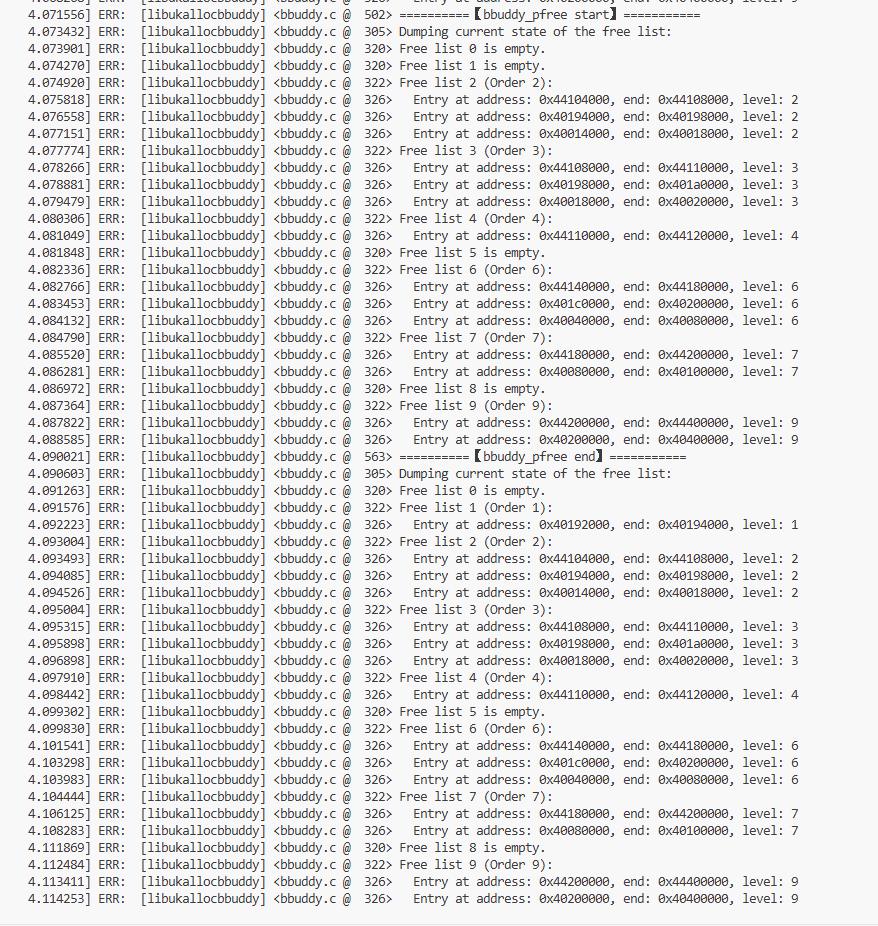 4.071556] ERR:  [libukallocbbuddy] <bbuddy.c @  502> ==========【bbuddy_pfree start】===========
4.073432] ERR:  [libukallocbbuddy] <bbuddy.c @  305> Dumping current state of the free list:
4.073901] ERR:  [libukallocbbuddy] <bbuddy.c @  320> Free list 0 is empty.
4.074270] ERR:  [libukallocbbuddy] <bbuddy.c @  320> Free list 1 is empty.
4.074920] ERR:  [libukallocbbuddy] <bbuddy.c @  322> Free list 2 (Order 2):
4.075818] ERR:  [libukallocbbuddy] <bbuddy.c @  326>   Entry at address: 0x44104000, end: 0x44108000, level: 2
4.076558] ERR:  [libukallocbbuddy] <bbuddy.c @  326>   Entry at address: 0x40194000, end: 0x40198000, level: 2
4.077151] ERR:  [libukallocbbuddy] <bbuddy.c @  326>   Entry at address: 0x40014000, end: 0x40018000, level: 2
4.077774] ERR:  [libukallocbbuddy] <bbuddy.c @  322> Free list 3 (Order 3):
4.078266] ERR:  [libukallocbbuddy] <bbuddy.c @  326>   Entry at address: 0x44108000, end: 0x44110000, level: 3
4.078881] ERR:  [libukallocbbuddy] <bbuddy.c @  326>   Entry at address: 0x40198000, end: 0x401a0000, level: 3
4.079479] ERR:  [libukallocbbuddy] <bbuddy.c @  326>   Entry at address: 0x40018000, end: 0x40020000, level: 3
4.080306] ERR:  [libukallocbbuddy] <bbuddy.c @  322> Free list 4 (Order 4):
4.081049] ERR:  [libukallocbbuddy] <bbuddy.c @  326>   Entry at address: 0x44110000, end: 0x44120000, level: 4
4.081848] ERR:  [libukallocbbuddy] <bbuddy.c @  320> Free list 5 is empty.
4.082336] ERR:  [libukallocbbuddy] <bbuddy.c @  322> Free list 6 (Order 6):
4.082766] ERR:  [libukallocbbuddy] <bbuddy.c @  326>   Entry at address: 0x44140000, end: 0x44180000, level: 6
4.083453] ERR:  [libukallocbbuddy] <bbuddy.c @  326>   Entry at address: 0x401c0000, end: 0x40200000, level: 6
4.084132] ERR:  [libukallocbbuddy] <bbuddy.c @  326>   Entry at address: 0x40040000, end: 0x40080000, level: 6
4.084790] ERR:  [libukallocbbuddy] <bbuddy.c @  322> Free list 7 (Order 7):
4.085520] ERR:  [libukallocbbuddy] <bbuddy.c @  326>   Entry at address: 0x44180000, end: 0x44200000, level: 7
4.086281] ERR:  [libukallocbbuddy] <bbuddy.c @  326>   Entry at address: 0x40080000, end: 0x40100000, level: 7
4.086972] ERR:  [libukallocbbuddy] <bbuddy.c @  320> Free list 8 is empty.
4.087364] ERR:  [libukallocbbuddy] <bbuddy.c @  322> Free list 9 (Order 9):
4.087822] ERR:  [libukallocbbuddy] <bbuddy.c @  326>   Entry at address: 0x44200000, end: 0x44400000, level: 9
4.088585] ERR:  [libukallocbbuddy] <bbuddy.c @  326>   Entry at address: 0x40200000, end: 0x40400000, level: 9
4.090021] ERR:  [libukallocbbuddy] <bbuddy.c @  563> ==========【bbuddy_pfree end】===========
4.090603] ERR:  [libukallocbbuddy] <bbuddy.c @  305> Dumping current state of the free list:
4.091263] ERR:  [libukallocbbuddy] <bbuddy.c @  320> Free list 0 is empty.
4.091576] ERR:  [libukallocbbuddy] <bbuddy.c @  322> Free list 1 (Order 1):
4.092223] ERR:  [libukallocbbuddy] <bbuddy.c @  326>   Entry at address: 0x40192000, end: 0x40194000, level: 1
4.093004] ERR:  [libukallocbbuddy] <bbuddy.c @  322> Free list 2 (Order 2):
4.093493] ERR:  [libukallocbbuddy] <bbuddy.c @  326>   Entry at address: 0x44104000, end: 0x44108000, level: 2
4.094085] ERR:  [libukallocbbuddy] <bbuddy.c @  326>   Entry at address: 0x40194000, end: 0x40198000, level: 2
4.094526] ERR:  [libukallocbbuddy] <bbuddy.c @  326>   Entry at address: 0x40014000, end: 0x40018000, level: 2
4.095004] ERR:  [libukallocbbuddy] <bbuddy.c @  322> Free list 3 (Order 3):
4.095315] ERR:  [libukallocbbuddy] <bbuddy.c @  326>   Entry at address: 0x44108000, end: 0x44110000, level: 3
4.095898] ERR:  [libukallocbbuddy] <bbuddy.c @  326>   Entry at address: 0x40198000, end: 0x401a0000, level: 3
4.096898] ERR:  [libukallocbbuddy] <bbuddy.c @  326>   Entry at address: 0x40018000, end: 0x40020000, level: 3
4.097910] ERR:  [libukallocbbuddy] <bbuddy.c @  322> Free list 4 (Order 4):
4.098442] ERR:  [libukallocbbuddy] <bbuddy.c @  326>   Entry at address: 0x44110000, end: 0x44120000, level: 4
4.099302] ERR:  [libukallocbbuddy] <bbuddy.c @  320> Free list 5 is empty.
4.099830] ERR:  [libukallocbbuddy] <bbuddy.c @  322> Free list 6 (Order 6):
4.101541] ERR:  [libukallocbbuddy] <bbuddy.c @  326>   Entry at address: 0x44140000, end: 0x44180000, level: 6
4.103298] ERR:  [libukallocbbuddy] <bbuddy.c @  326>   Entry at address: 0x401c0000, end: 0x40200000, level: 6
4.103983] ERR:  [libukallocbbuddy] <bbuddy.c @  326>   Entry at address: 0x40040000, end: 0x40080000, level: 6
4.104444] ERR:  [libukallocbbuddy] <bbuddy.c @  322> Free list 7 (Order 7):
4.106125] ERR:  [libukallocbbuddy] <bbuddy.c @  326>   Entry at address: 0x44180000, end: 0x44200000, level: 7
4.108283] ERR:  [libukallocbbuddy] <bbuddy.c @  326>   Entry at address: 0x40080000, end: 0x40100000, level: 7
4.111869] ERR:  [libukallocbbuddy] <bbuddy.c @  320> Free list 8 is empty.
4.112484] ERR:  [libukallocbbuddy] <bbuddy.c @  322> Free list 9 (Order 9):
4.113411] ERR:  [libukallocbbuddy] <bbuddy.c @  326>   Entry at address: 0x44200000, end: 0x44400000, level: 9
4.114253] ERR:  [libukallocbbuddy] <bbuddy.c @  326>   Entry at address: 0x40200000, end: 0x40400000, level: 9